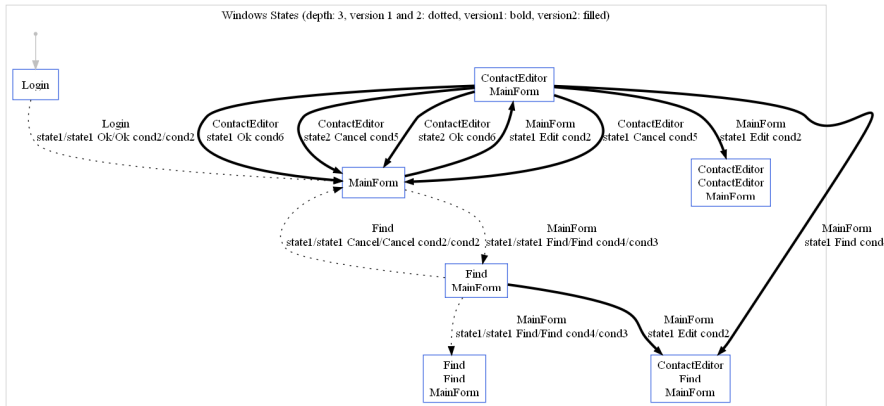 Windows States (depth: 3, version 1 and 2: dotted, version1: bold, version2: filled)
Login
ContactEditor
MainForm
Login
state1/state1 Ok/Ok cond2/cond2
ContactEditor
state1 Ok cond6
ContactEditor
state2 Cancel cond5
ContactEditor
state2 Ok cond6
MainForm
state1 Edit cond2
ContactEditor
state1 Cancel cond5
MainForm
state1 Edit cond2
MainForm
ContactEditor
ContactEditor
MainForm
Find
state1/state1 Cancel/Cancel cond2/cond2
MainForm
state1/state1 Find/Find cond4/cond3
MainForm
state1 Find cond
Find
MainForm
MainForm
state1/state1 Find/Find cond4/cond3
MainForm
state1 Edit cond2
Find
Find
MainForm
ContactEditor
Find
MainForm